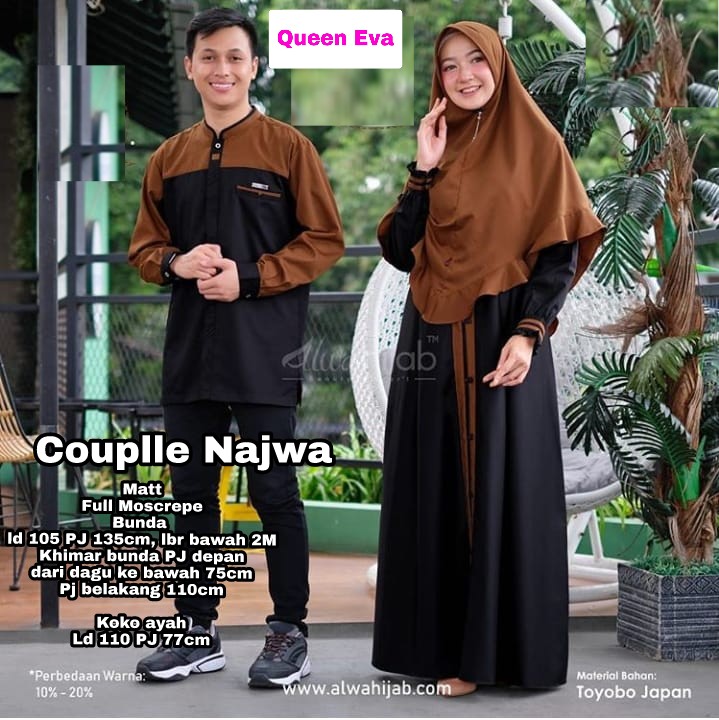 Queen Eva
Alwahijab™
Couplle Najwa
Matt
Full Moscrepe
Bunda
ld 105 PJ 135cm, lbr bawah 2M
Khimar bunda PJ depan
dari dagu ke bawah 75cm
Pj belakang 110cm
Koko ayah
Ld 110 PJ 77cm
*Perbedaan Warna:
10% - 20%
www.alwahijab.com
Material Bahan:
Toyobo Japan